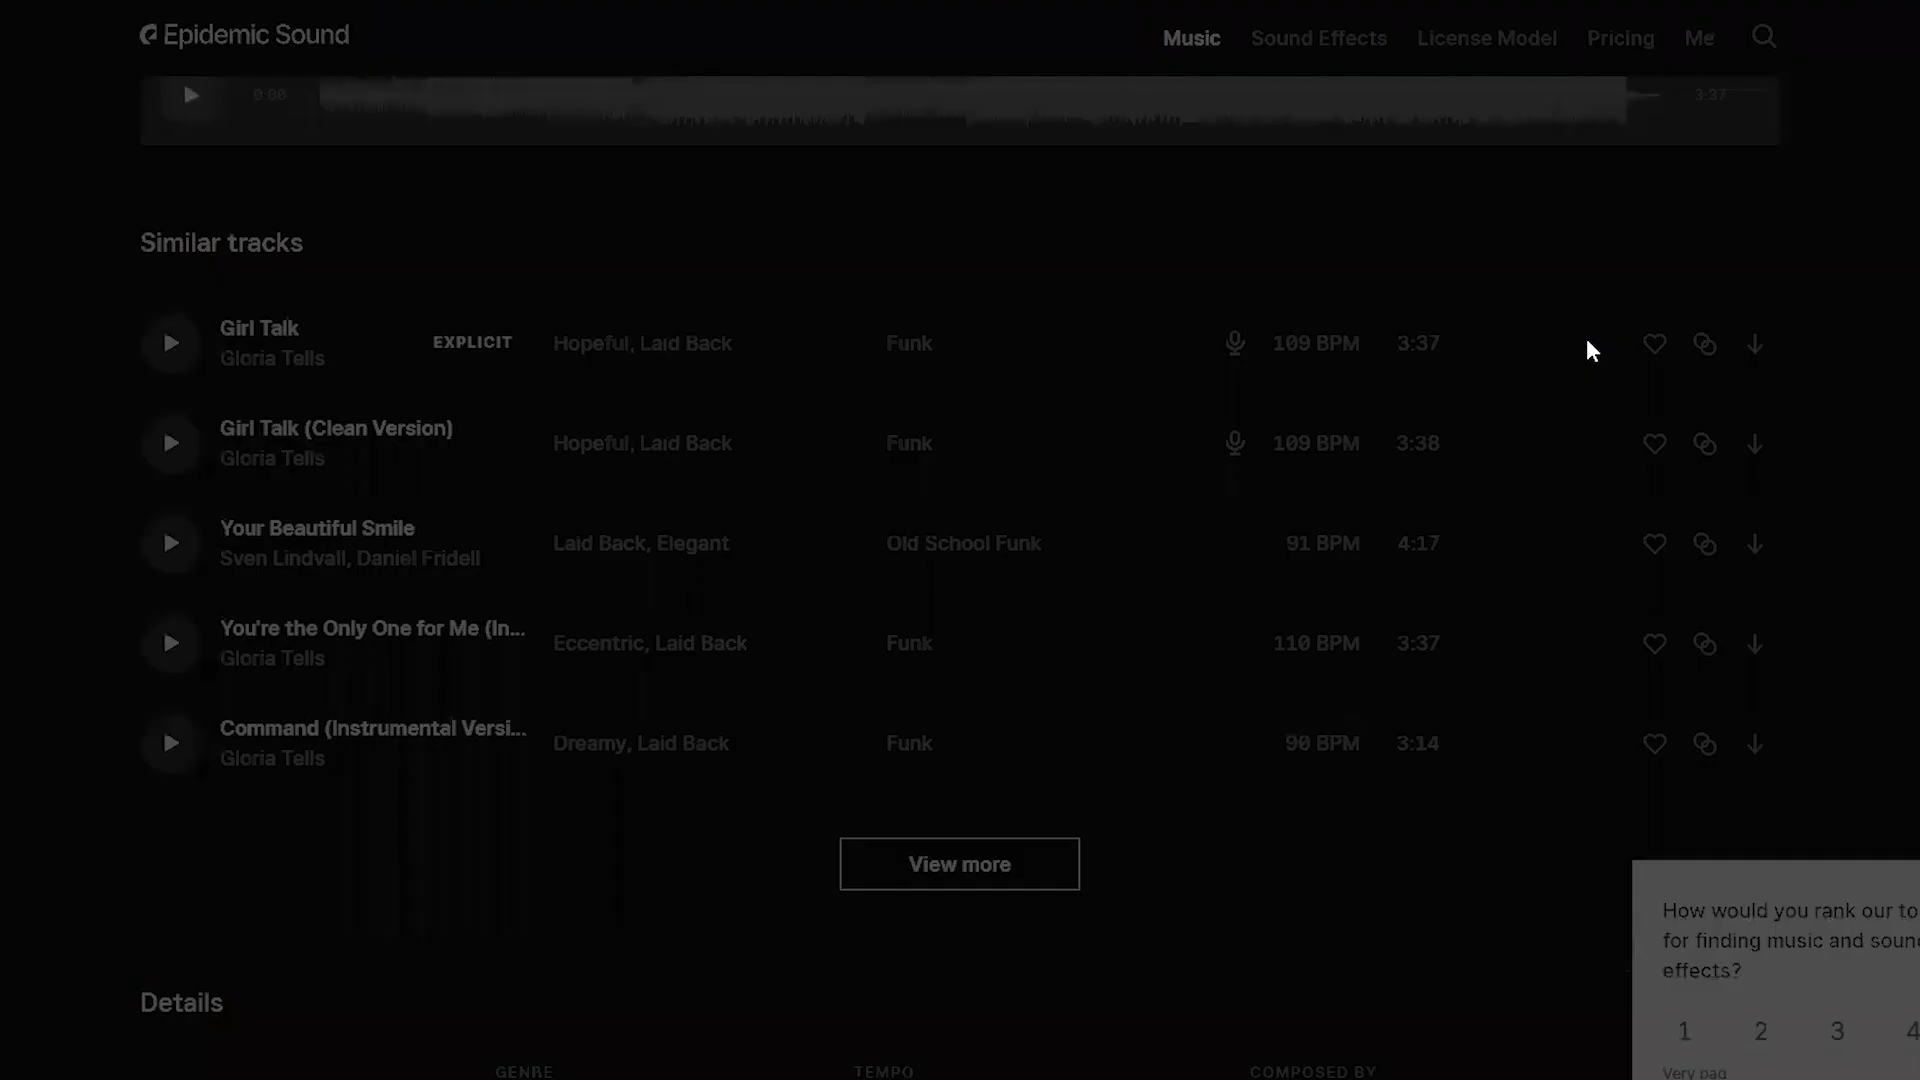 Epidemic Sound
Music Sound Effects License Model Pricing Me
0:00 3:37
Similar tracks
Girl Talk
Gloria Tells
EXPLICIT Hopeful, Laid Back Funk 109 BPM 3:37
Girl Talk (Clean Version)
Gloria Tells
Hopeful, Laid Back Funk 109 BPM 3:38
Your Beautiful Smile
Sven Lindvall, Daniel Fridell
Laid Back, Elegant Old School Funk 91 BPM 4:17
You're the Only One for Me (In...
Gloria Tells
Eccentric, Laid Back Funk 110 BPM 3:37
Command (Instrumental Versi...
Gloria Tells
Dreamy, Laid Back Funk 90 BPM 3:14
View more
How would you rank our to
for finding music and soun
effects?
1 2 3 4
Very
Details
GENRE TEMPO COMPOSED BY